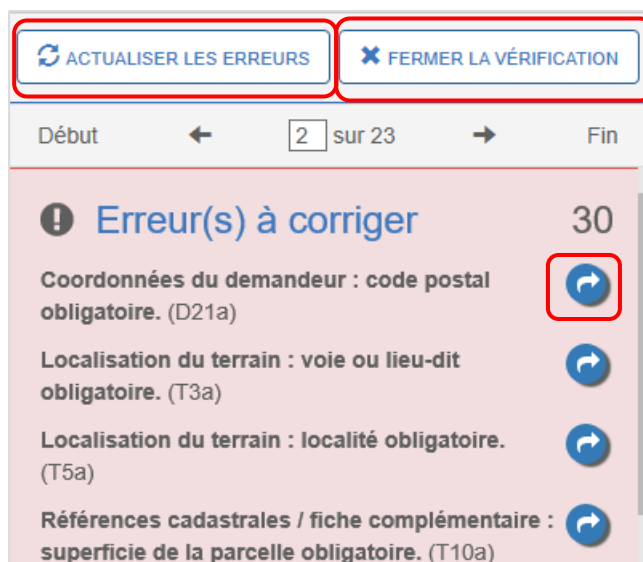 ACTUALISER LES ERREURS FERMER LA VÉRIFICATION
Début 2 sur 23 Fin
Erreur(s) à corriger 30
Coordonnées du demandeur : code postal
obligatoire. (D21a)
Localisation du terrain : voie ou lieu-dit
obligatoire. (T3a)
Localisation du terrain : localité obligatoire.
(T5a)
Références cadastrales / fiche complémentaire :
superficie de la parcelle obligatoire. (T10a)